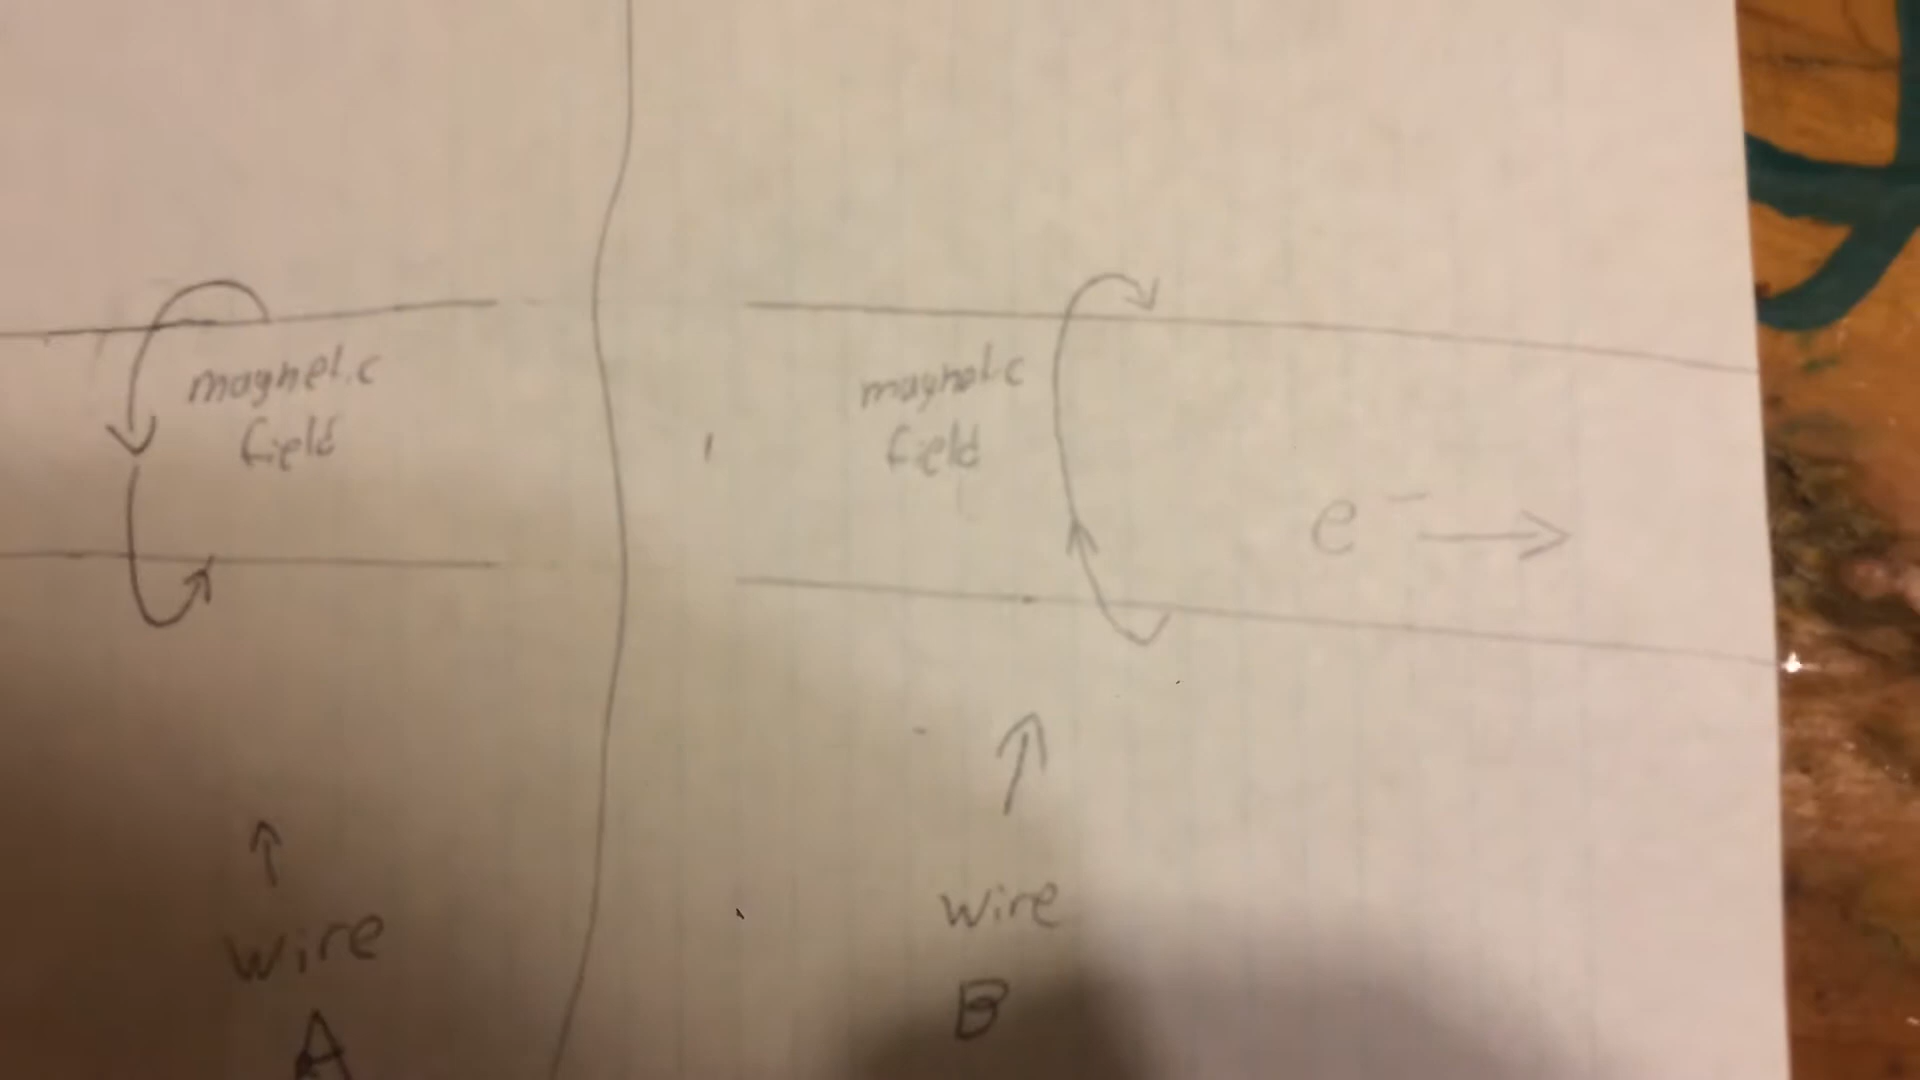 magnetic
field
wire
A
magnetic
field
e⁻
wire
B